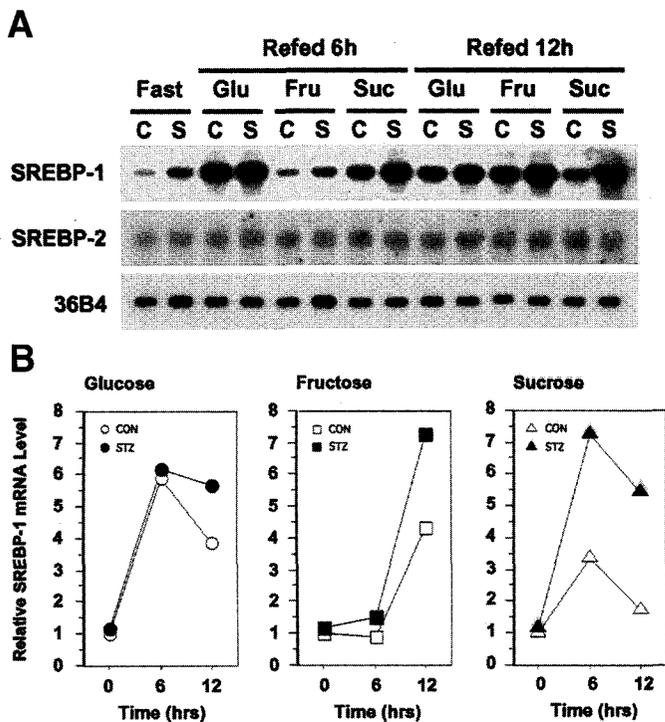 A
Refed 6h Refed 12h
Fast Glu Fru Suc Glu Fru Suc
C S C S C S C S C S C S C S
SREBP-1
SREBP-2
36B4
B
Glucose Fructose Sucrose
Relative SREBP-1 mRNA Level
8 8 8
7 7 7
6 6 6
5 5 5
4 4 4
3 3 3
2 2 2
1 1 1
0 0 0
CON CON CON
STZ STZ STZ
0 6 12 0 6 12 0 6 12
Time (hrs) Time (hrs) Time (hrs)